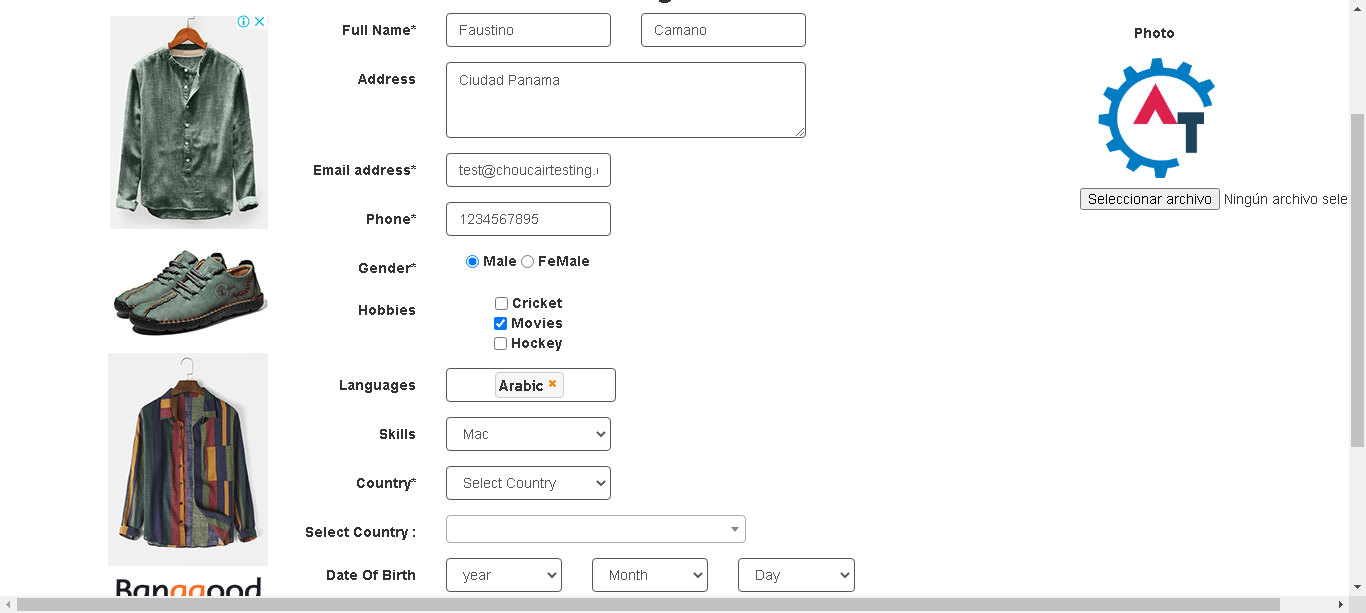 Full Name* Faustino Camano
Photo
Address Ciudad Panama
AT
Email address* test@choucairtesting.
Seleccionar archivo Ningún archivo sele
Phone* 1234567895
Gender* Male FeMale
Hobbies Cricket
Movies
Hockey
Languages Arabic
Skills Mac
Country* Select Country
Select Country :
Date Of Birth year Month Day
Banggood